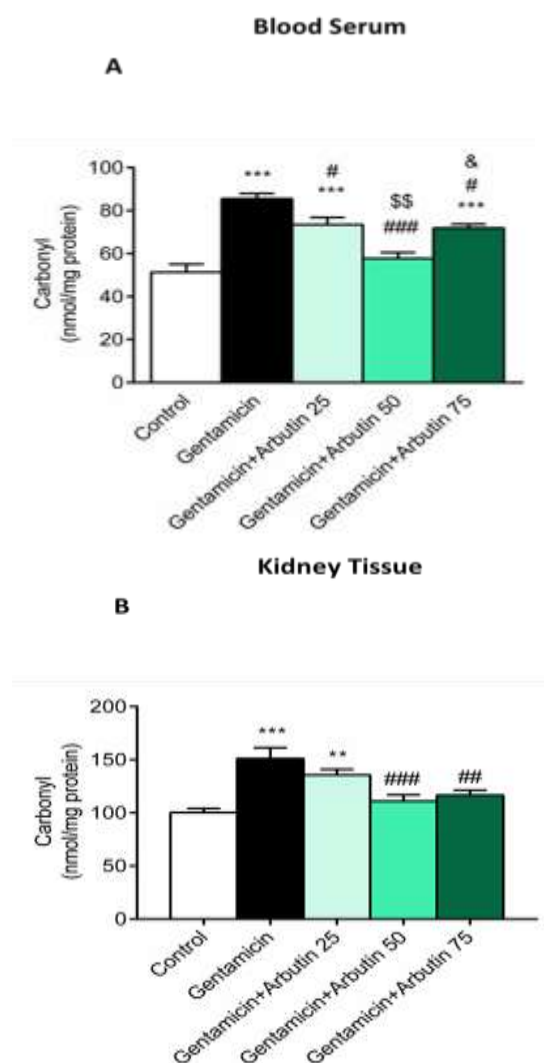 Blood Serum
A
Carbonyl
(nmol/mg protein)
100
80
60
40
20
0
***
#
***
$$
###
&
#
***
Control
Gentamicin
Gentamicin+Arbutin 25
Gentamicin+Arbutin 50
Gentamicin+Arbutin 75
Kidney Tissue
B
Carbonyl
(nmol/mg protein)
200
150
100
50
0
***
**
###
##
Control
Gentamicin
Gentamicin+Arbutin 25
Gentamicin+Arbutin 50
Gentamicin+Arbutin 75